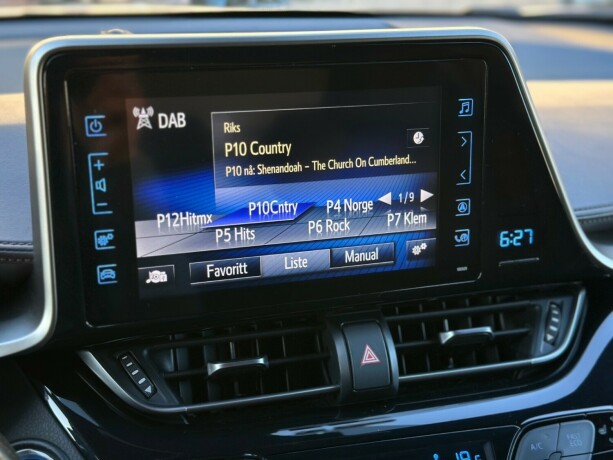 DAB
Riks
P10 Country
P10 nå: Shenandoah – The Church On Cumberland...
1/9
P12Hitmx P10Cntry P4 Norge
P5 Hits P6 Rock P7 Klem
Favoritt Liste Manual
6:27
A/C
19